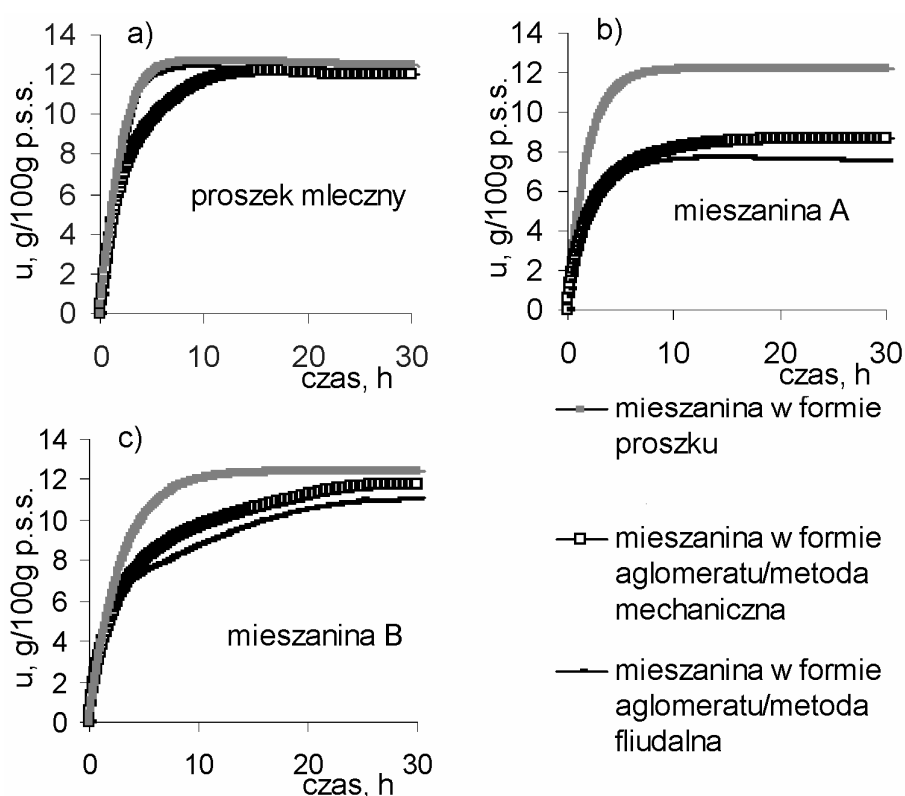 a)
u, g/100g p.s.s.
14
12
10
8
6
4
2
0
proszek mleczny
0 10 20 30
czas, h
b)
u, g/100g p.s.s.
14
12
10
8
6
4
2
0
mieszanina A
0 10 20 30
czas, h
c)
u, g/100g p.s.s.
14
12
10
8
6
4
2
0
mieszanina B
0 10 20 30
czas, h
mieszanina w formie
proszku
mieszanina w formie
aglomeratu/metoda
mechaniczna
mieszanina w formie
aglomeratu/metoda
fliudalna